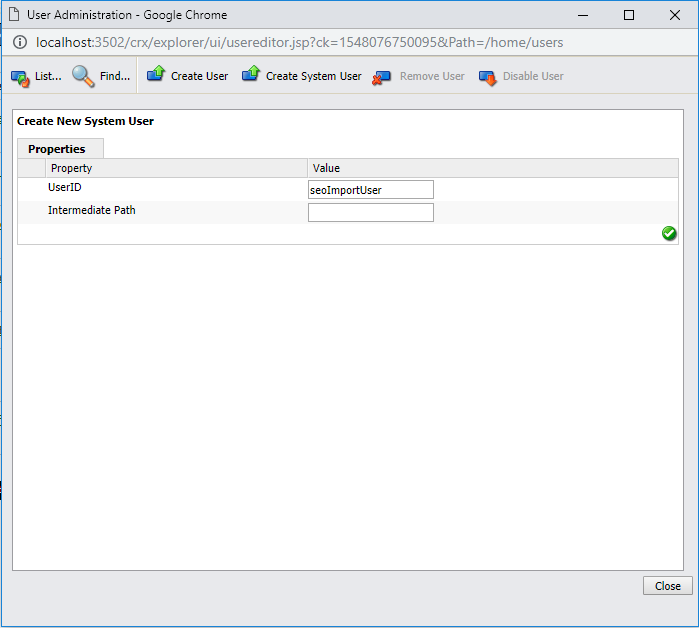 User Administration - Google Chrome
localhost:3502/crx/explorer/ui/usereditor.jsp?ck=1548076750095&Path=/home/users
List... Find... Create User Create System User Remove User Disable User
Create New System User
Properties
Property Value
UserID seoImportUser
Intermediate Path
Close